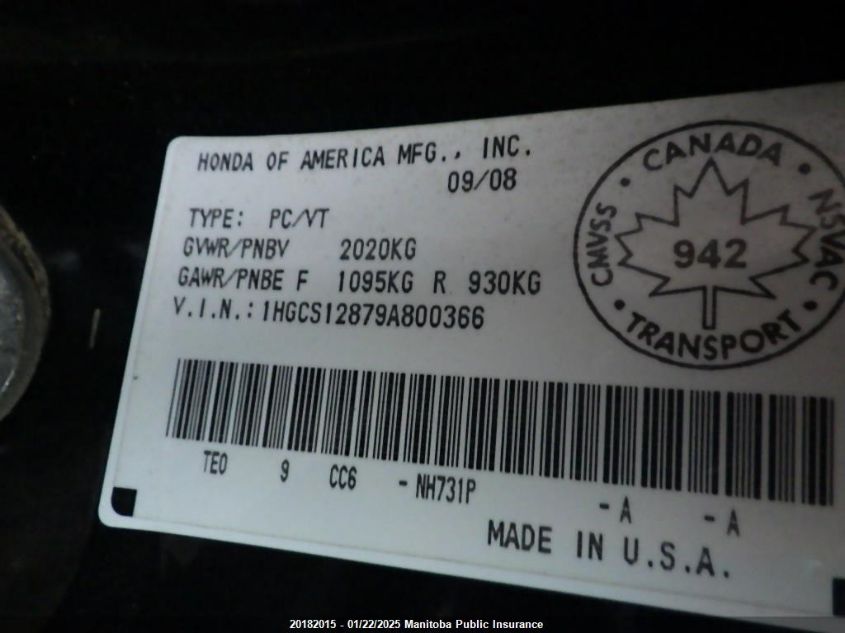 HONDA OF AMERICA MFG., INC.
09/08
TYPE: PC/VT
GVWR/PNBV 2020KG
GAWR/PNBE F 1095KG R 930KG
V.I.N.: 1HGCS12879A800366
CANADA
CMVSS
942
NSVAC
TRANSPORT
TE0 9 CC6 - NH731P - A - A
MADE IN U.S.A.
20182015 - 01/22/2025 Manitoba Public Insurance